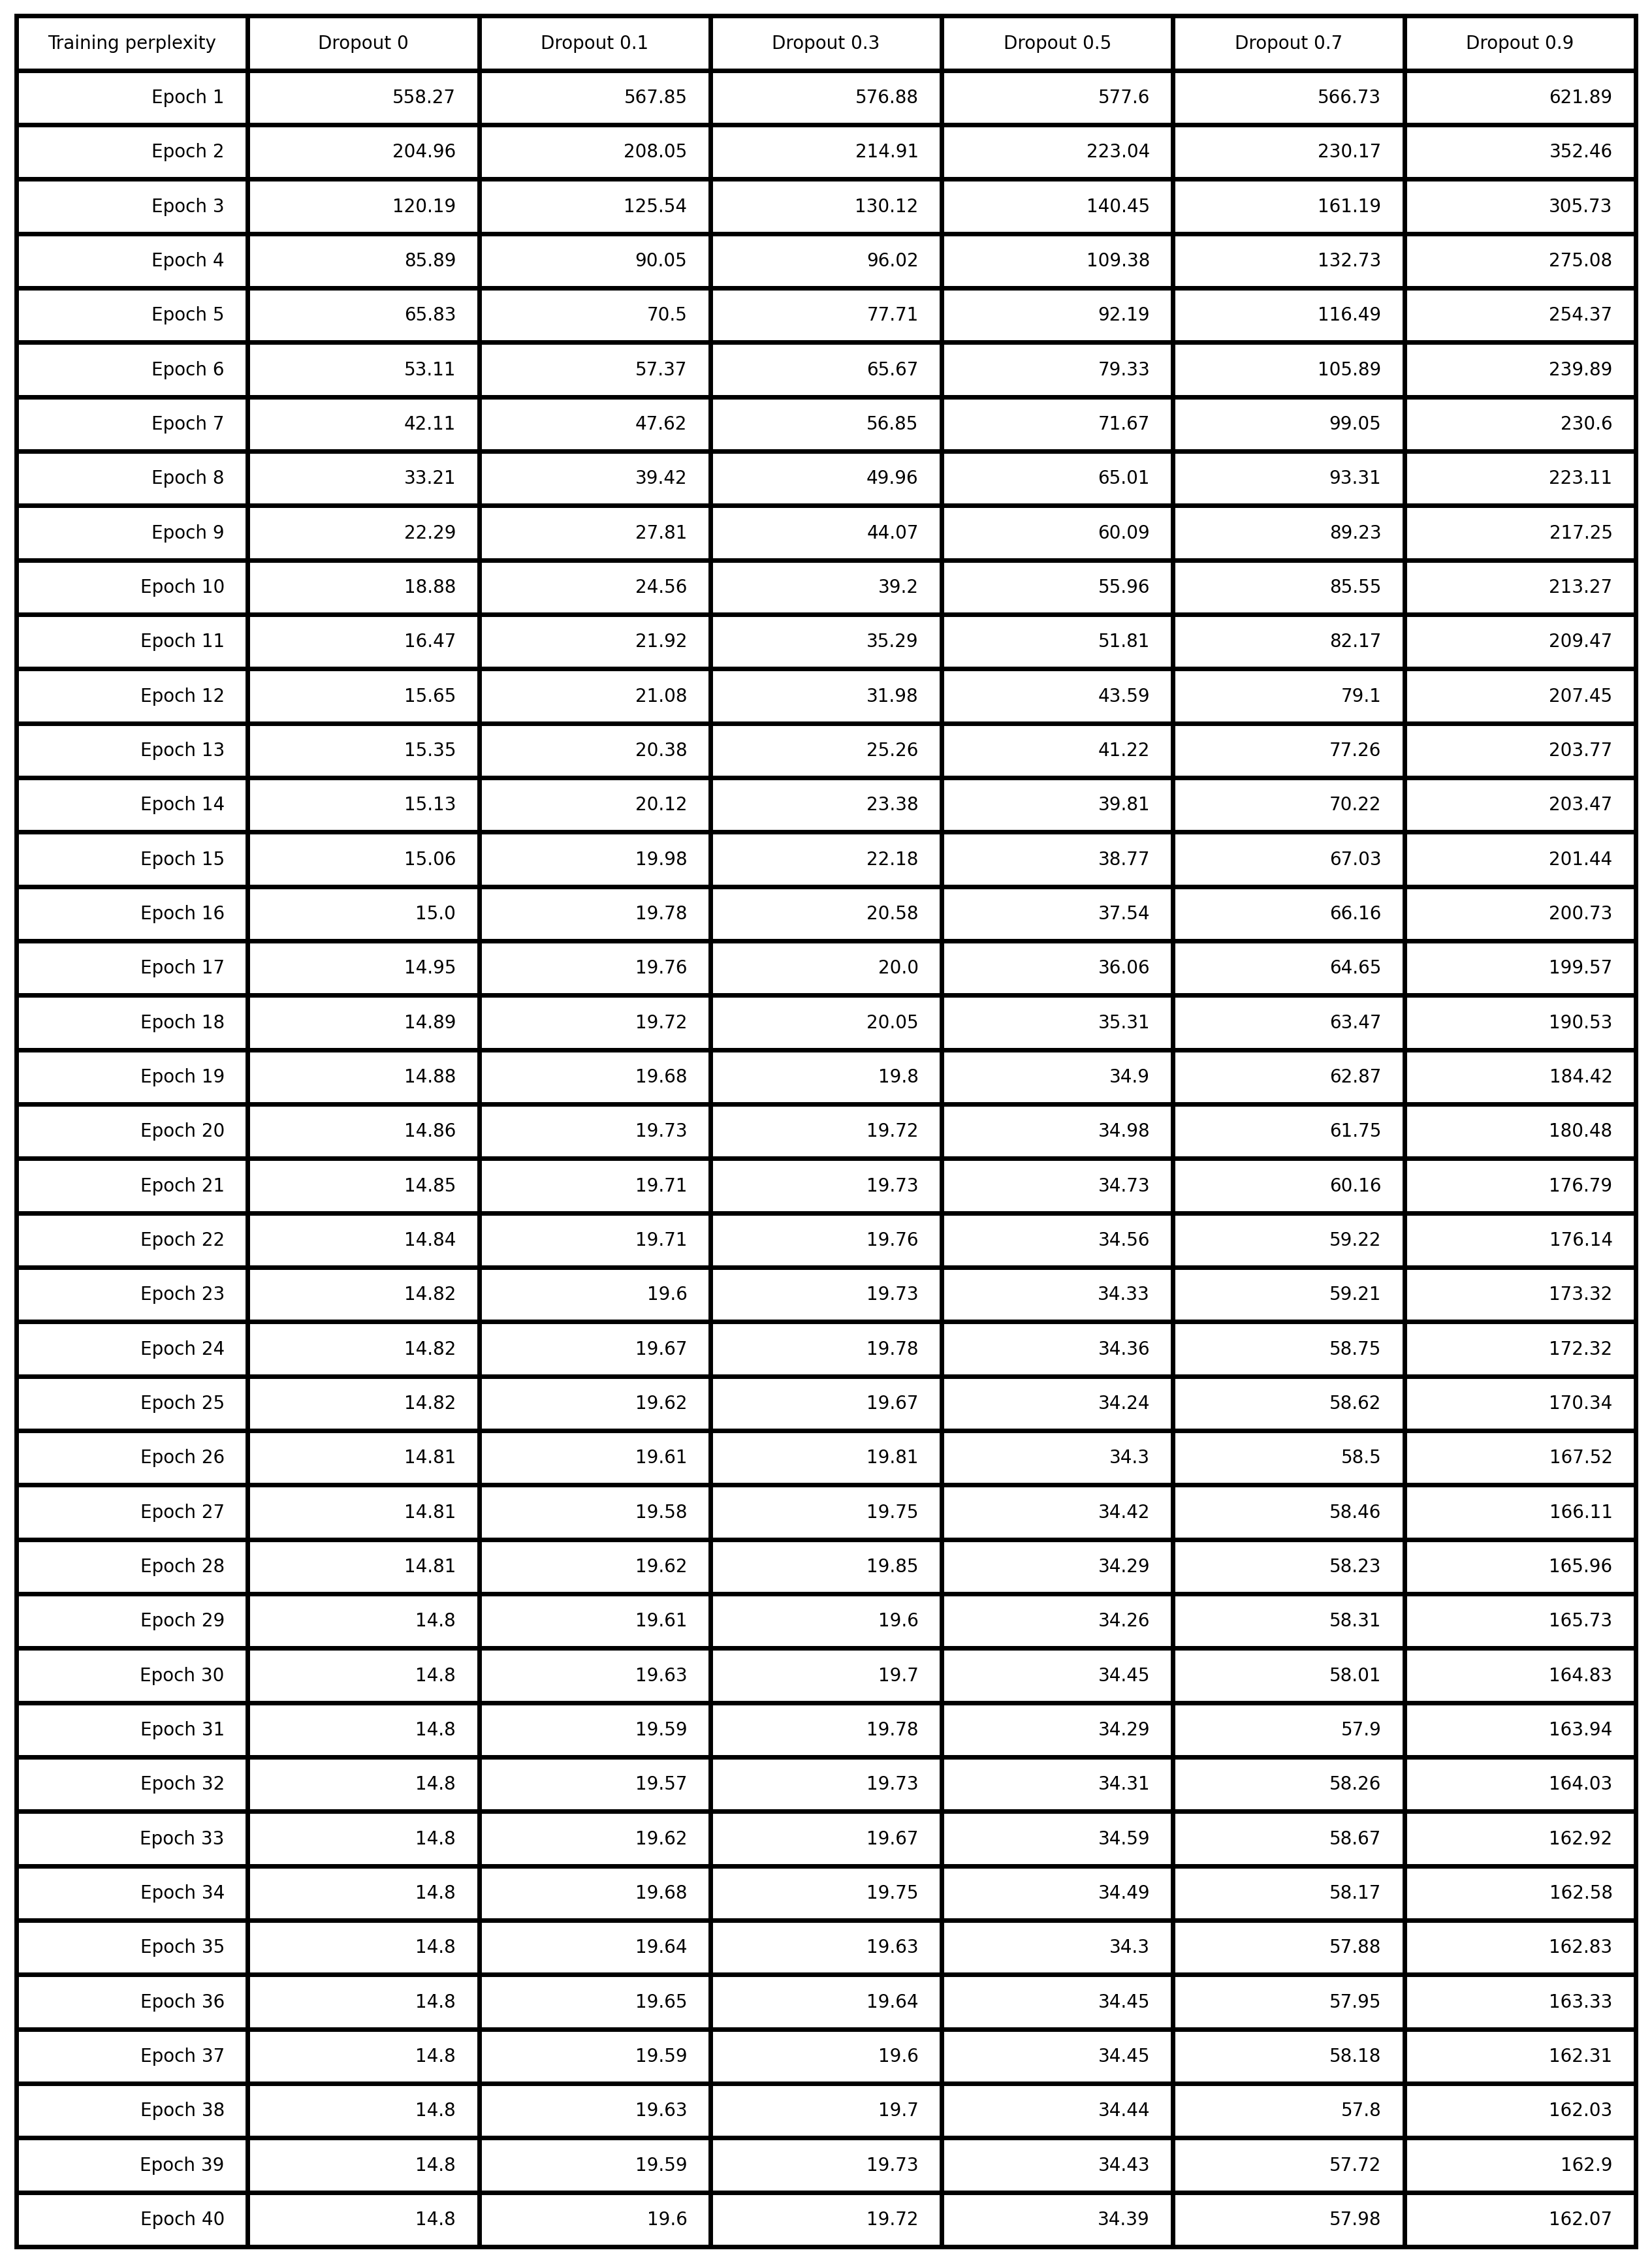 Training perplexity Dropout 0 Dropout 0.1 Dropout 0.3 Dropout 0.5 Dropout 0.7 Dropout 0.9
Epoch 1 558.27 567.85 576.88 577.6 566.73 621.89
Epoch 2 204.96 208.05 214.91 223.04 230.17 352.46
Epoch 3 120.19 125.54 130.12 140.45 161.19 305.73
Epoch 4 85.89 90.05 96.02 109.38 132.73 275.08
Epoch 5 65.83 70.5 77.71 92.19 116.49 254.37
Epoch 6 53.11 57.37 65.67 79.33 105.89 239.89
Epoch 7 42.11 47.62 56.85 71.67 99.05 230.6
Epoch 8 33.21 39.42 49.96 65.01 93.31 223.11
Epoch 9 22.29 27.81 44.07 60.09 89.23 217.25
Epoch 10 18.88 24.56 39.2 55.96 85.55 213.27
Epoch 11 16.47 21.92 35.29 51.81 82.17 209.47
Epoch 12 15.65 21.08 31.98 43.59 79.1 207.45
Epoch 13 15.35 20.38 25.26 41.22 77.26 203.77
Epoch 14 15.13 20.12 23.38 39.81 70.22 203.47
Epoch 15 15.06 19.98 22.18 38.77 67.03 201.44
Epoch 16 15.0 19.78 20.58 37.54 66.16 200.73
Epoch 17 14.95 19.76 20.0 36.06 64.65 199.57
Epoch 18 14.89 19.72 20.05 35.31 63.47 190.53
Epoch 19 14.88 19.68 19.8 34.9 62.87 184.42
Epoch 20 14.86 19.73 19.72 34.98 61.75 180.48
Epoch 21 14.85 19.71 19.73 34.73 60.16 176.79
Epoch 22 14.84 19.71 19.76 34.56 59.22 176.14
Epoch 23 14.82 19.6 19.73 34.33 59.21 173.32
Epoch 24 14.82 19.67 19.78 34.36 58.75 172.32
Epoch 25 14.82 19.62 19.67 34.24 58.62 170.34
Epoch 26 14.81 19.61 19.81 34.3 58.5 167.52
Epoch 27 14.81 19.58 19.75 34.42 58.46 166.11
Epoch 28 14.81 19.62 19.85 34.29 58.23 165.96
Epoch 29 14.8 19.61 19.6 34.26 58.31 165.73
Epoch 30 14.8 19.63 19.7 34.45 58.01 164.83
Epoch 31 14.8 19.59 19.78 34.29 57.9 163.94
Epoch 32 14.8 19.57 19.73 34.31 58.26 164.03
Epoch 33 14.8 19.62 19.67 34.59 58.67 162.92
Epoch 34 14.8 19.68 19.75 34.49 58.17 162.58
Epoch 35 14.8 19.64 19.63 34.3 57.88 162.83
Epoch 36 14.8 19.65 19.64 34.45 57.95 163.33
Epoch 37 14.8 19.59 19.6 34.45 58.18 162.31
Epoch 38 14.8 19.63 19.7 34.44 57.8 162.03
Epoch 39 14.8 19.59 19.73 34.43 57.72 162.9
Epoch 40 14.8 19.6 19.72 34.39 57.98 162.07